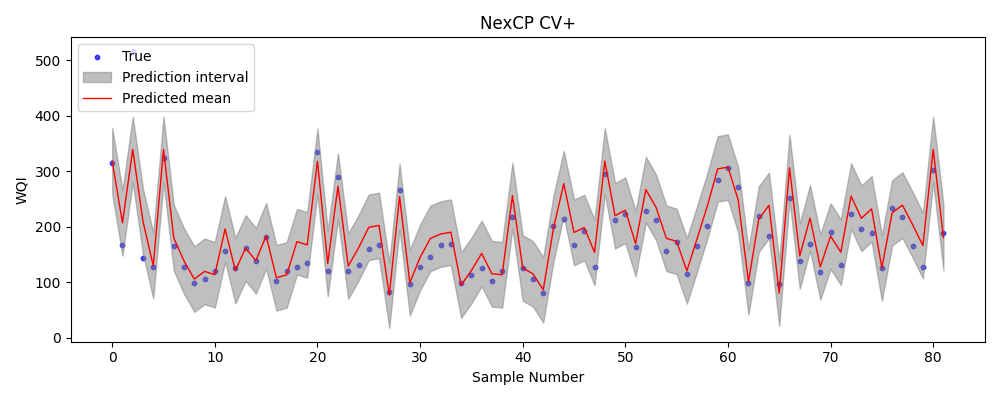 NexCP CV+
True
Prediction interval
Predicted mean
WQI
500
400
300
200
100
0
0 10 20 30 40 50 60 70 80
Sample Number